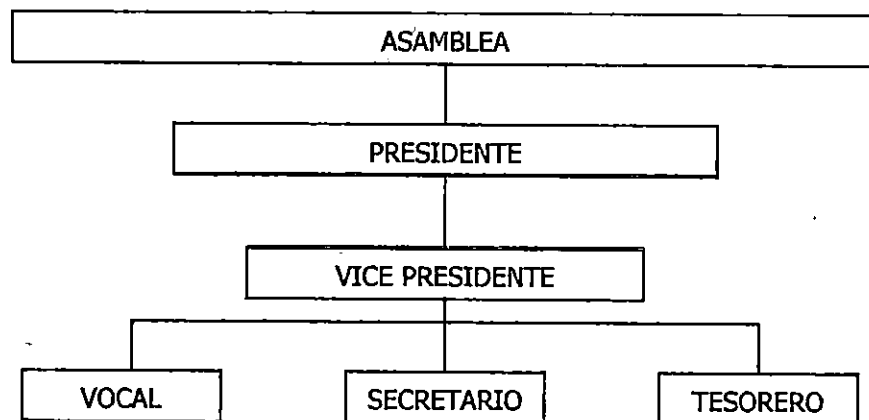 ASAMBLEA
PRESIDENTE
VICE PRESIDENTE
VOCAL
SECRETARIO
TESORERO